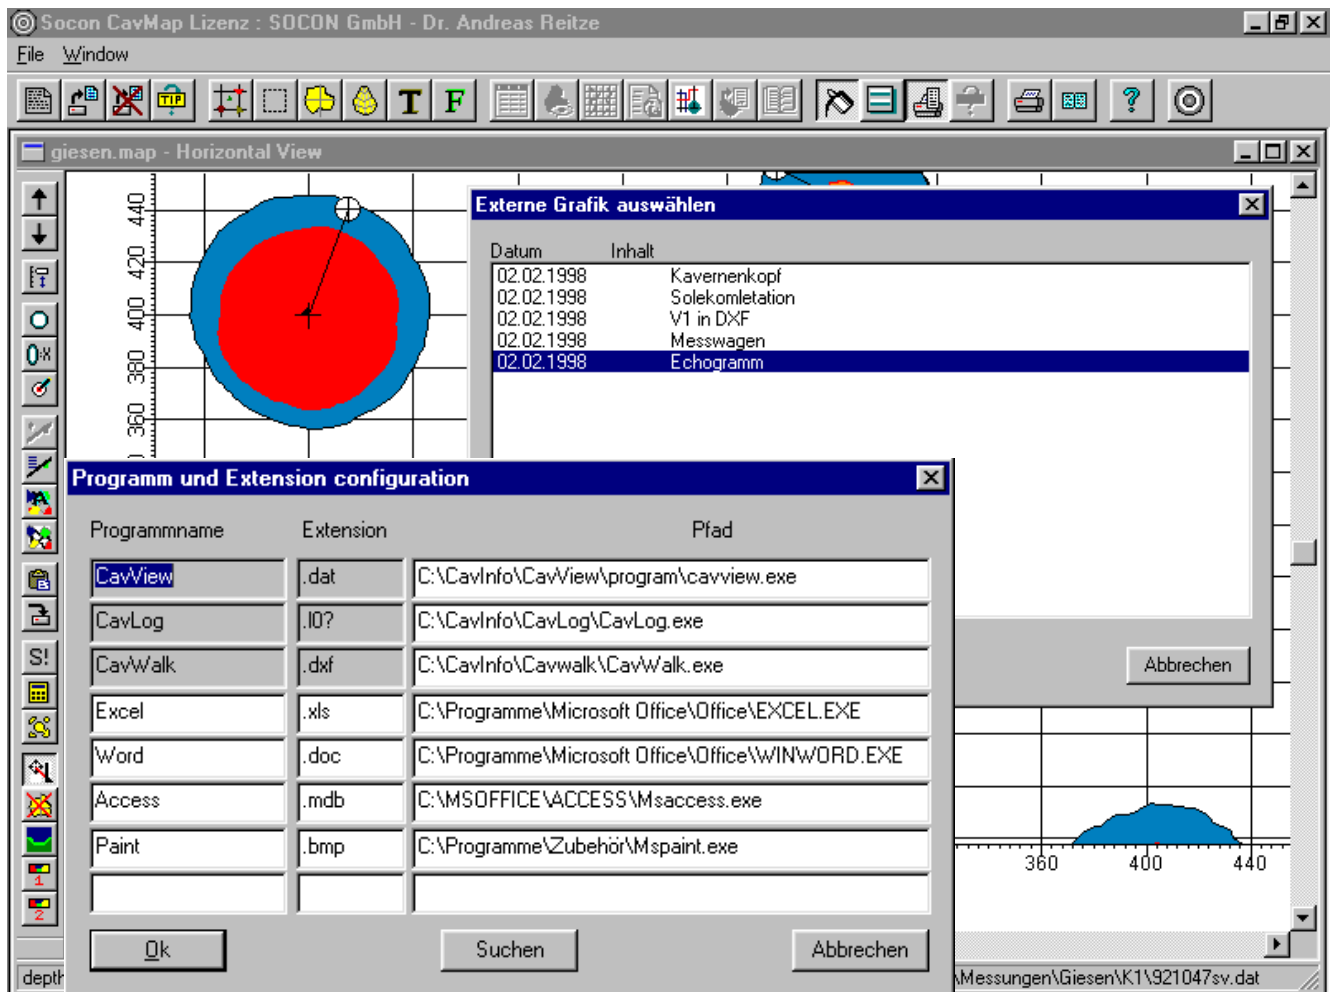 Socon CavMap Lizenz : SOCON GmbH - Dr. Andreas Reitze
File Window
TIP T F ?
giesen.map - Horizontal View
440
420
400
380
360
Externe Grafik auswählen
Datum Inhalt
02.02.1998 Kavernenkopf
02.02.1998 Solekomletation
02.02.1998 V1 in DXF
02.02.1998 Messwagen
02.02.1998 Echogramm
Abbrechen
Programm und Extension configuration
Programmname Extension Pfad
CavView .dat C:\CavInfo\CavView\program\cavview.exe
CavLog .l0? C:\CavInfo\CavLog\CavLog.exe
CavWalk .dxf C:\CavInfo\Cavwalk\CavWalk.exe
Excel .xls C:\Programme\Microsoft Office\Office\EXCEL.EXE
Word .doc C:\Programme\Microsoft Office\Office\WINWORD.EXE
Access .mdb C:\MSOFFICE\ACCESS\Msaccess.exe
Paint .bmp C:\Programme\Zubehör\Mspaint.exe
Ok Suchen Abbrechen
S!
1
2
360 400 440
depth
\Messungen\Giesen\K1\921047sv.dat